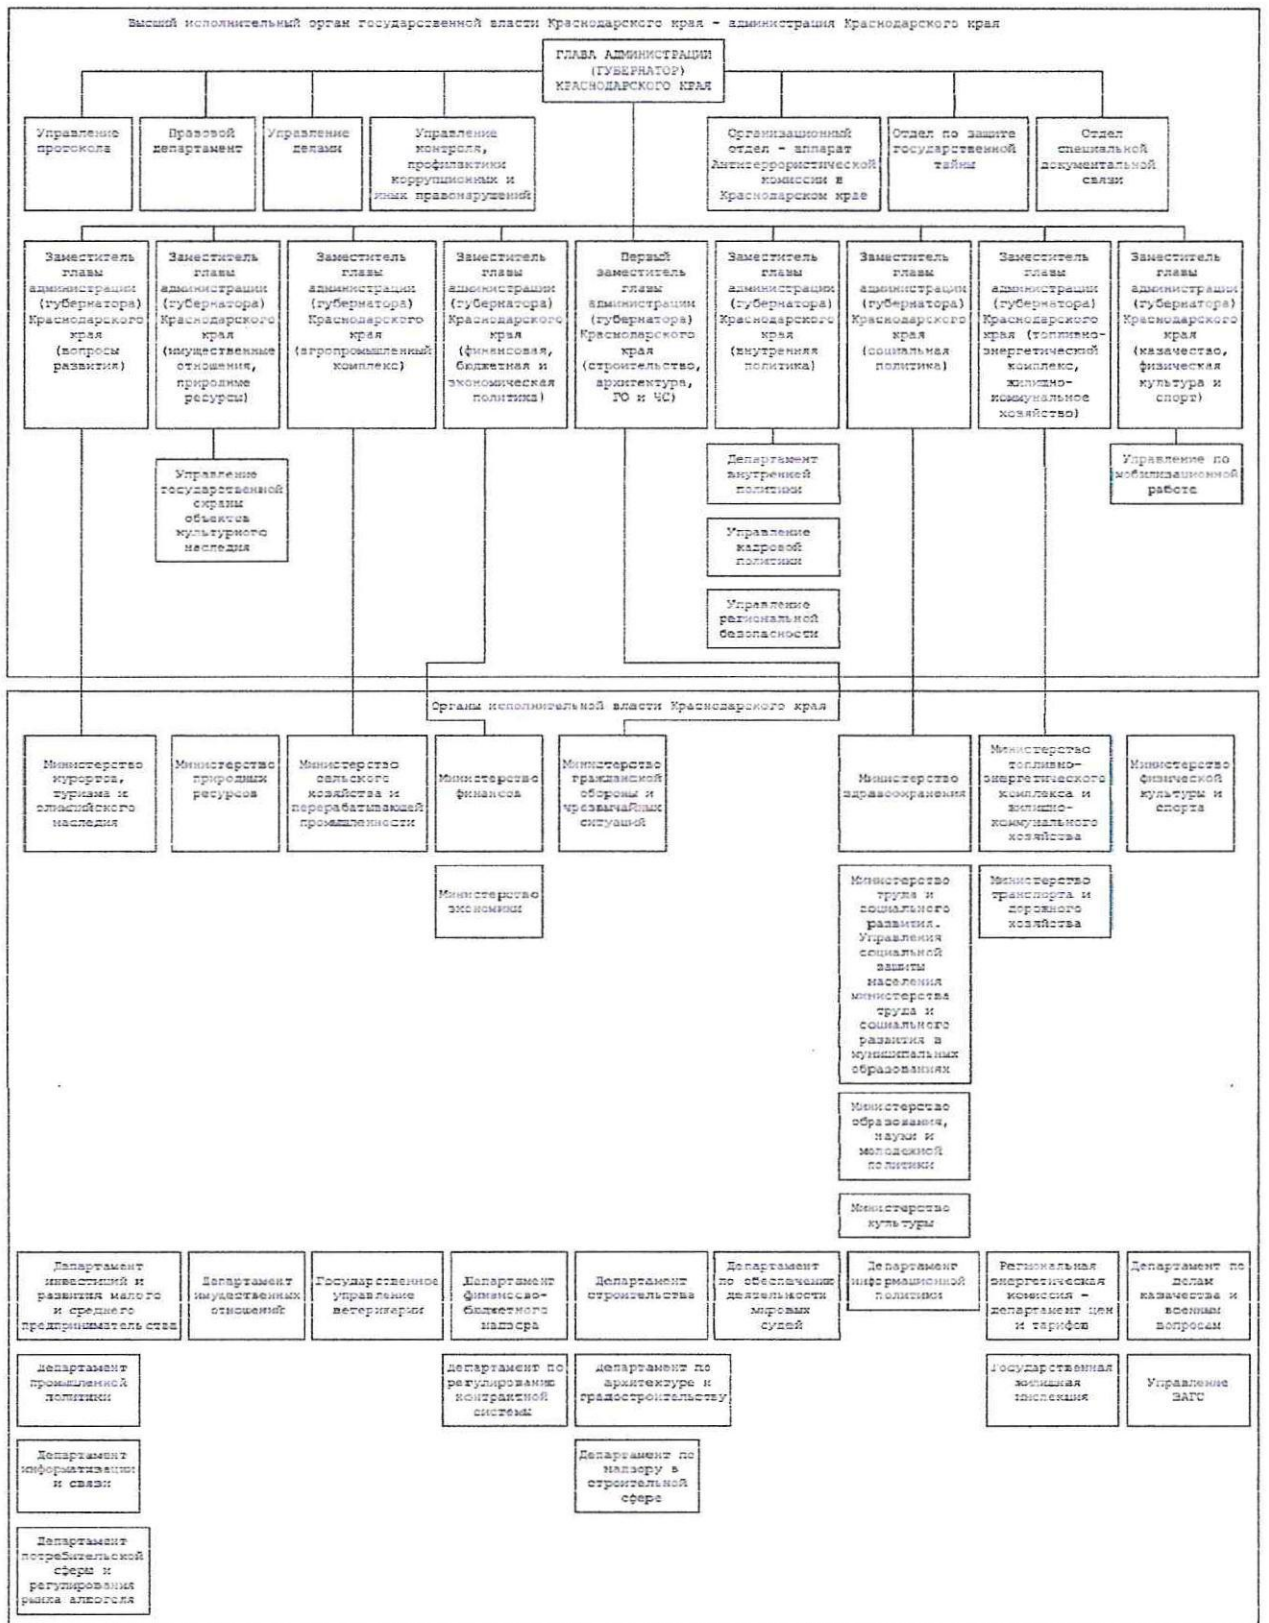 Высший исполнительный орган государственной власти Краснодарского края - администрация Краснодарского края
ГЛАВА АДМИНИСТРАЦИИ
(ГУБЕРНАТОР)
КРАСНОДАРСКОГО КРАЯ
Управление
протокола
Правовой
департамент
Управление
делами
Управление
контроля,
профилактики
коррупционных и
иных правонарушений
Организационный
отдел - аппарат
Антитеррористической
комиссии в
Краснодарском крае
Отдел по защите
государственной
тайны
Отдел
специальной
документальной
связи
Заместитель
главы
администрации
(губернатора)
Краснодарского
края
(вопросы
развития)
Заместитель
главы
администрации
(губернатора)
Краснодарского
края
(имущественные
отношения,
природные
ресурсы)
Заместитель
главы
администрации
(губернатора)
Краснодарского
края
(агропромышленный
комплекс)
Заместитель
главы
администрации
(губернатора)
Краснодарского
края
(финансовая,
бюджетная и
экономическая
политика)
Первый
заместитель
главы
администрации
(губернатора)
Краснодарского
края
(строительство,
архитектура,
ГО и ЧС)
Заместитель
главы
администрации
(губернатора)
Краснодарского
края
(внутренняя
политика)
Заместитель
главы
администрации
(губернатора)
Краснодарского
края
(социальная
политика)
Заместитель
главы
администрации
(губернатора)
Краснодарского
края (топливно-
энергетический
комплекс,
жилищно-
коммунальное
хозяйство)
Заместитель
главы
администрации
(губернатора)
Краснодарского
края
(казачество,
физическая
культура и
спорт)
Управление
государственной
охраны
объектов
культурного
наследия
Департамент
внутренней
политики
Управление
кадровой
политики
Управление
региональной
безопасности
Управление по
мобилизационной
работе
Органы исполнительной власти Краснодарского края
Министерство
курортов,
туризма и
олимпийского
наследия
Министерство
природных
ресурсов
Министерство
сельского
хозяйства и
перерабатывающей
промышленности
Министерство
финансов
Министерство
гражданской
обороны и
чрезвычайных
ситуаций
Министерство
здравоохранения
Министерство
топливно-
энергетического
комплекса и
жилищно-
коммунального
хозяйства
Министерство
физической
культуры и
спорта
Министерство
экономики
Министерство
труда и
социального
развития.
Управления
социальной
защиты
населения
министерства
труда и
социального
развития в
муниципальных
образованиях
Министерство
транспорта и
дорожного
хозяйства
Министерство
образования,
науки и
молодежной
политики
Министерство
культуры
Департамент
инвестиций и
развития малого
и среднего
предпринимательства
Департамент
имущественных
отношений
Государственное
управление
ветеринарии
Департамент
финансово-
бюджетного
надзора
Департамент
строительства
Департамент
по обеспечению
деятельности
мировых
судей
Департамент
информационной
политики
Региональная
энергетическая
комиссия -
департамент цен
и тарифов
Департамент по
делам
казачества и
военным
вопросам
Департамент
промышленной
политики
Департамент по
регулированию
контрактной
системы
Департамент по
архитектуре и
градостроительству
Государственная
жилищная
инспекция
Управление
ЗАГС
Департамент
информатизации
и связи
Департамент по
надзору в
строительной
сфере
Департамент
потребительской
сферы и
регулирования
рынка алкоголя